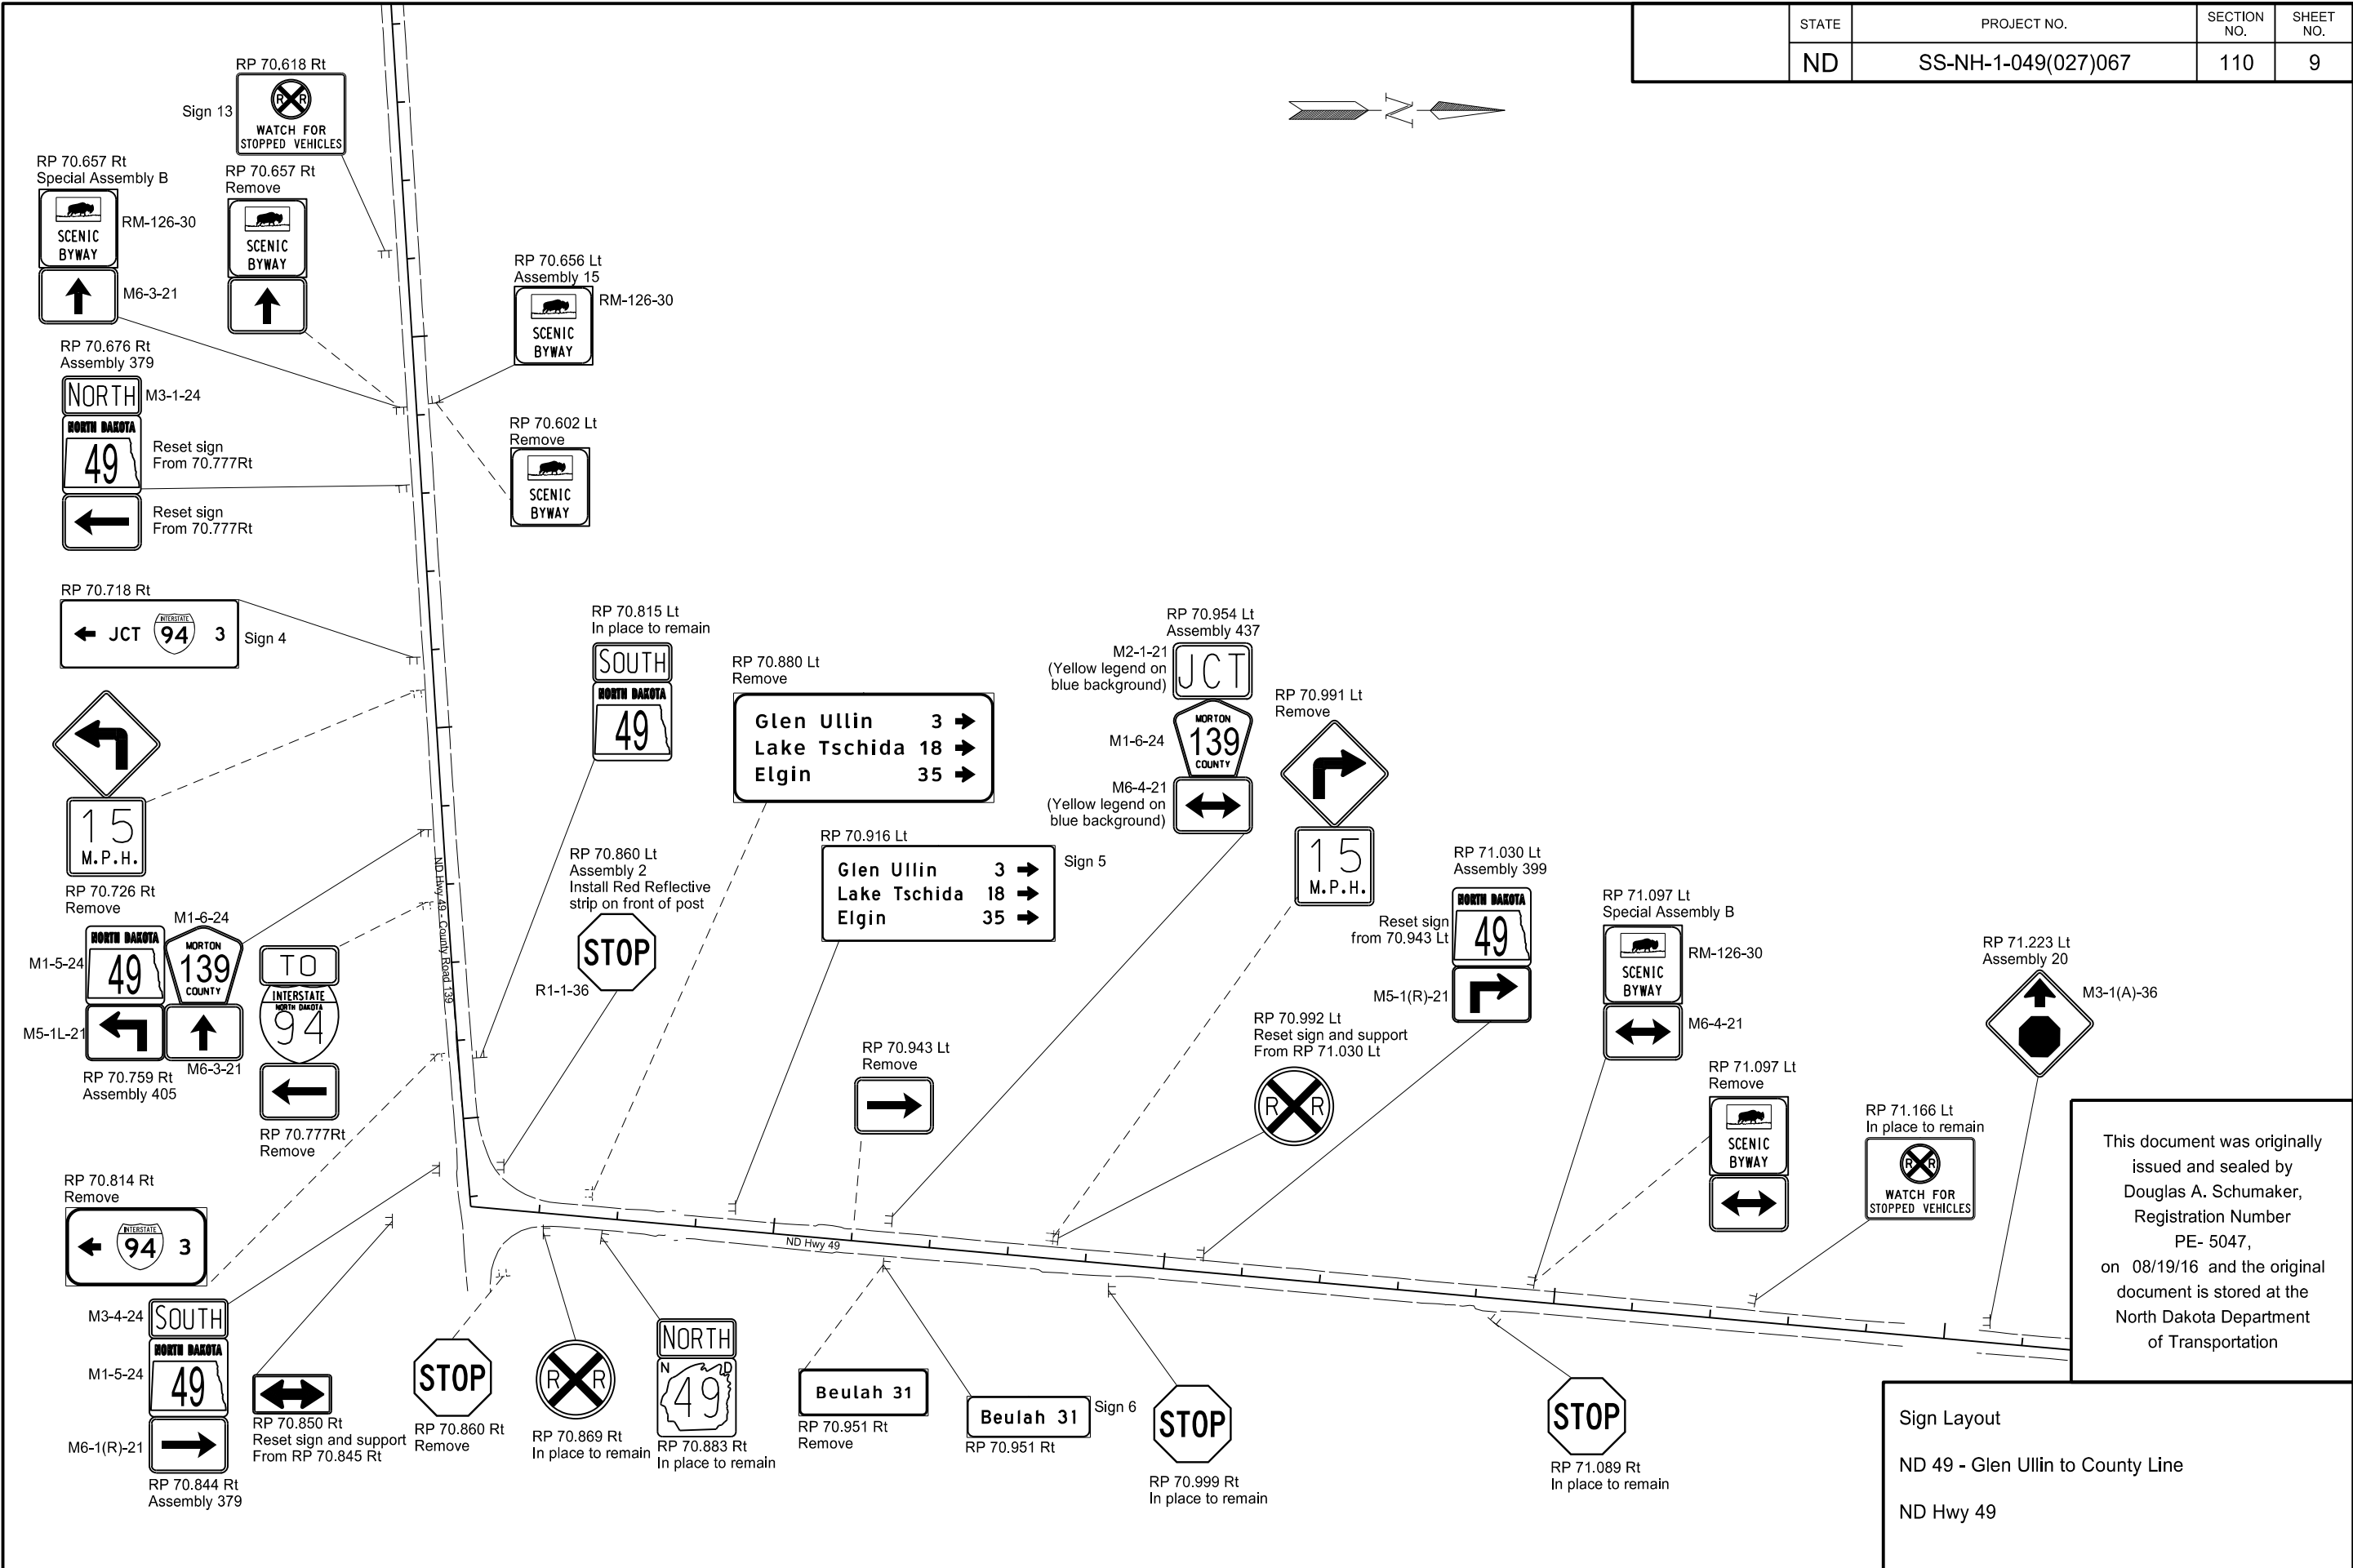 STATE
PROJECT NO.
SECTION NO.
SHEET NO.
ND
SS-NH-1-049(027)067
110
9
N
RP 70.618 Rt
Sign 13
R R
WATCH FOR
STOPPED VEHICLES
RP 70.657 Rt
Special Assembly B
SCENIC
BYWAY
RM-126-30
M6-3-21
RP 70.657 Rt
Remove
SCENIC
BYWAY
RP 70.656 Lt
Assembly 15
SCENIC
BYWAY
RM-126-30
RP 70.676 Rt
Assembly 379
NORTH
M3-1-24
NORTH DAKOTA
49
Reset sign
From 70.777Rt
Reset sign
From 70.777Rt
RP 70.602 Lt
Remove
SCENIC
BYWAY
RP 70.718 Rt
JCT INTERSTATE 94 3
Sign 4
15
M.P.H.
RP 70.726 Rt
Remove
M1-6-24
M1-5-24
NORTH DAKOTA
49
MORTON
139
COUNTY
M5-1L-21
M6-3-21
RP 70.759 Rt
Assembly 405
TO
INTERSTATE
NORTH DAKOTA
94
RP 70.777Rt
Remove
ND Hwy 49 - County Road 139
RP 70.815 Lt
In place to remain
SOUTH
NORTH DAKOTA
49
RP 70.860 Lt
Assembly 2
Install Red Reflective
strip on front of post
STOP
R1-1-36
RP 70.880 Lt
Remove
Glen Ullin 3
Lake Tschida 18
Elgin 35
RP 70.916 Lt
Glen Ullin 3
Lake Tschida 18
Elgin 35
Sign 5
RP 70.943 Lt
Remove
RP 70.954 Lt
Assembly 437
M2-1-21
(Yellow legend on
blue background)
JCT
M1-6-24
MORTON
139
COUNTY
M6-4-21
(Yellow legend on
blue background)
RP 70.991 Lt
Remove
15
M.P.H.
RP 70.992 Lt
Reset sign and support
From RP 71.030 Lt
R R
RP 71.030 Lt
Assembly 399
Reset sign
from 70.943 Lt
NORTH DAKOTA
49
M5-1(R)-21
RP 71.097 Lt
Special Assembly B
SCENIC
BYWAY
RM-126-30
M6-4-21
RP 71.097 Lt
Remove
SCENIC
BYWAY
RP 71.166 Lt
In place to remain
R R
WATCH FOR
STOPPED VEHICLES
RP 71.223 Lt
Assembly 20
M3-1(A)-36
RP 70.814 Rt
Remove
INTERSTATE 94 3
M3-4-24
SOUTH
M1-5-24
NORTH DAKOTA
49
M6-1(R)-21
RP 70.844 Rt
Assembly 379
RP 70.850 Rt
Reset sign and support
From RP 70.845 Rt
STOP
RP 70.860 Rt
Remove
R R
RP 70.869 Rt
In place to remain
NORTH
N D
49
RP 70.883 Rt
In place to remain
ND Hwy 49
Beulah 31
RP 70.951 Rt
Remove
Beulah 31
Sign 6
RP 70.951 Rt
STOP
RP 70.999 Rt
In place to remain
STOP
RP 71.089 Rt
In place to remain
This document was originally
issued and sealed by
Douglas A. Schumaker,
Registration Number
PE- 5047,
on 08/19/16 and the original
document is stored at the
North Dakota Department
of Transportation
Sign Layout
ND 49 - Glen Ullin to County Line
ND Hwy 49